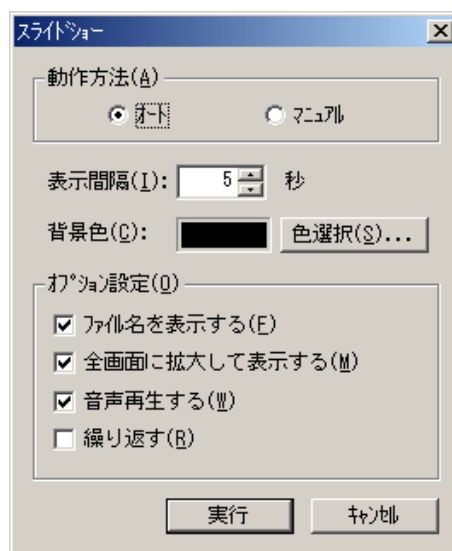 スライドショー
動作方法(A)
オート マニュアル
表示間隔(I): 5 秒
背景色(C): 色選択(S)...
オプション設定(O)
ファイル名を表示する(F)
全画面に拡大して表示する(M)
音声再生する(W)
繰り返す(R)
実行 キャンセル